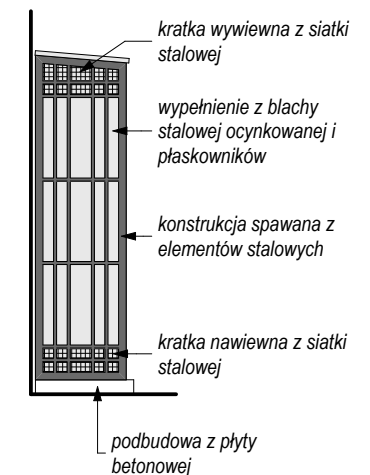 kratka wywiewna z siatki
stalowej
wypełnienie z blachy
stalowej ocynkowanej i
płaskowników
konstrukcja spawana z
elementów stalowych
kratka nawiewna z siatki
stalowej
podbudowa z płyty
betonowej